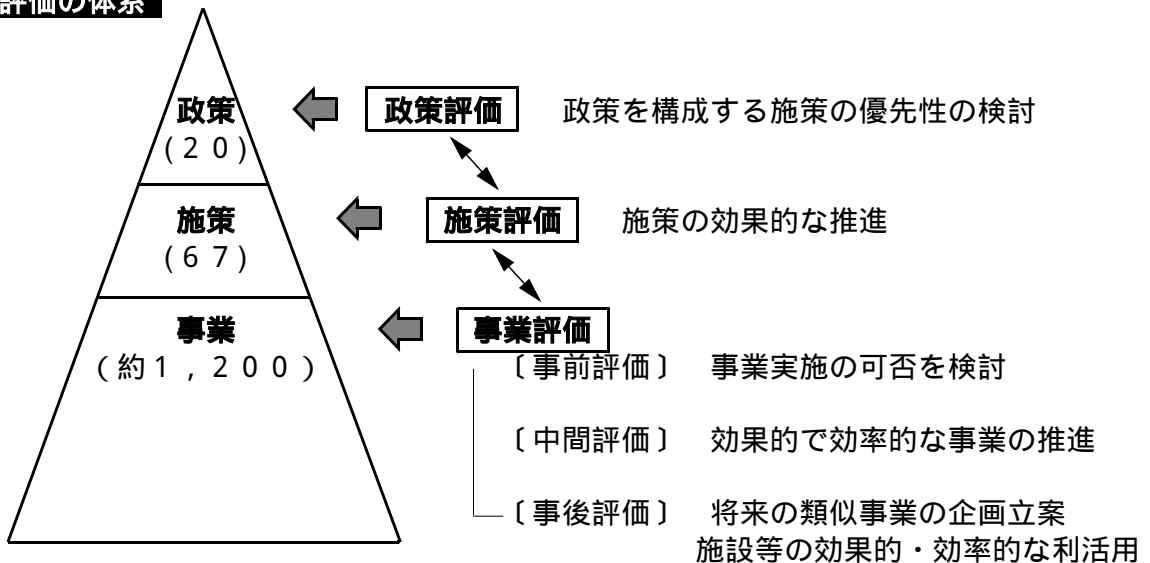 評価の体系
政策
(20)
政策評価 政策を構成する施策の優先性の検討
施策
(67)
施策評価 施策の効果的な推進
事業
(約1,200)
事業評価
〔事前評価〕 事業実施の可否を検討
〔中間評価〕 効果的で効率的な事業の推進
〔事後評価〕 将来の類似事業の企画立案
施設等の効果的・効率的な利活用